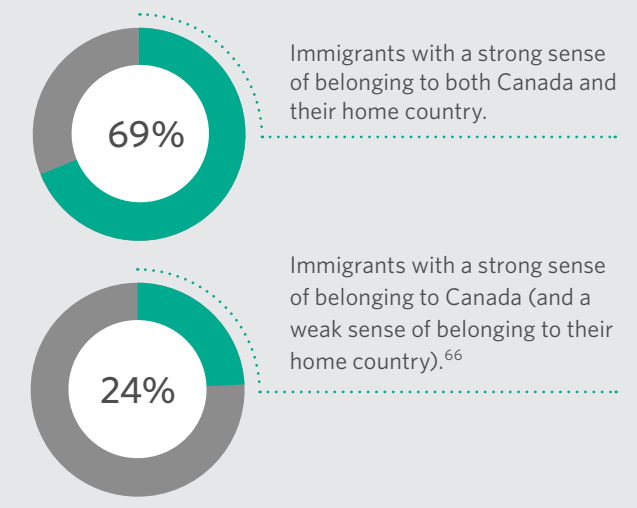 69%
Immigrants with a strong sense
of belonging to both Canada and
their home country.
24%
Immigrants with a strong sense
of belonging to Canada (and a
weak sense of belonging to their
home country).66